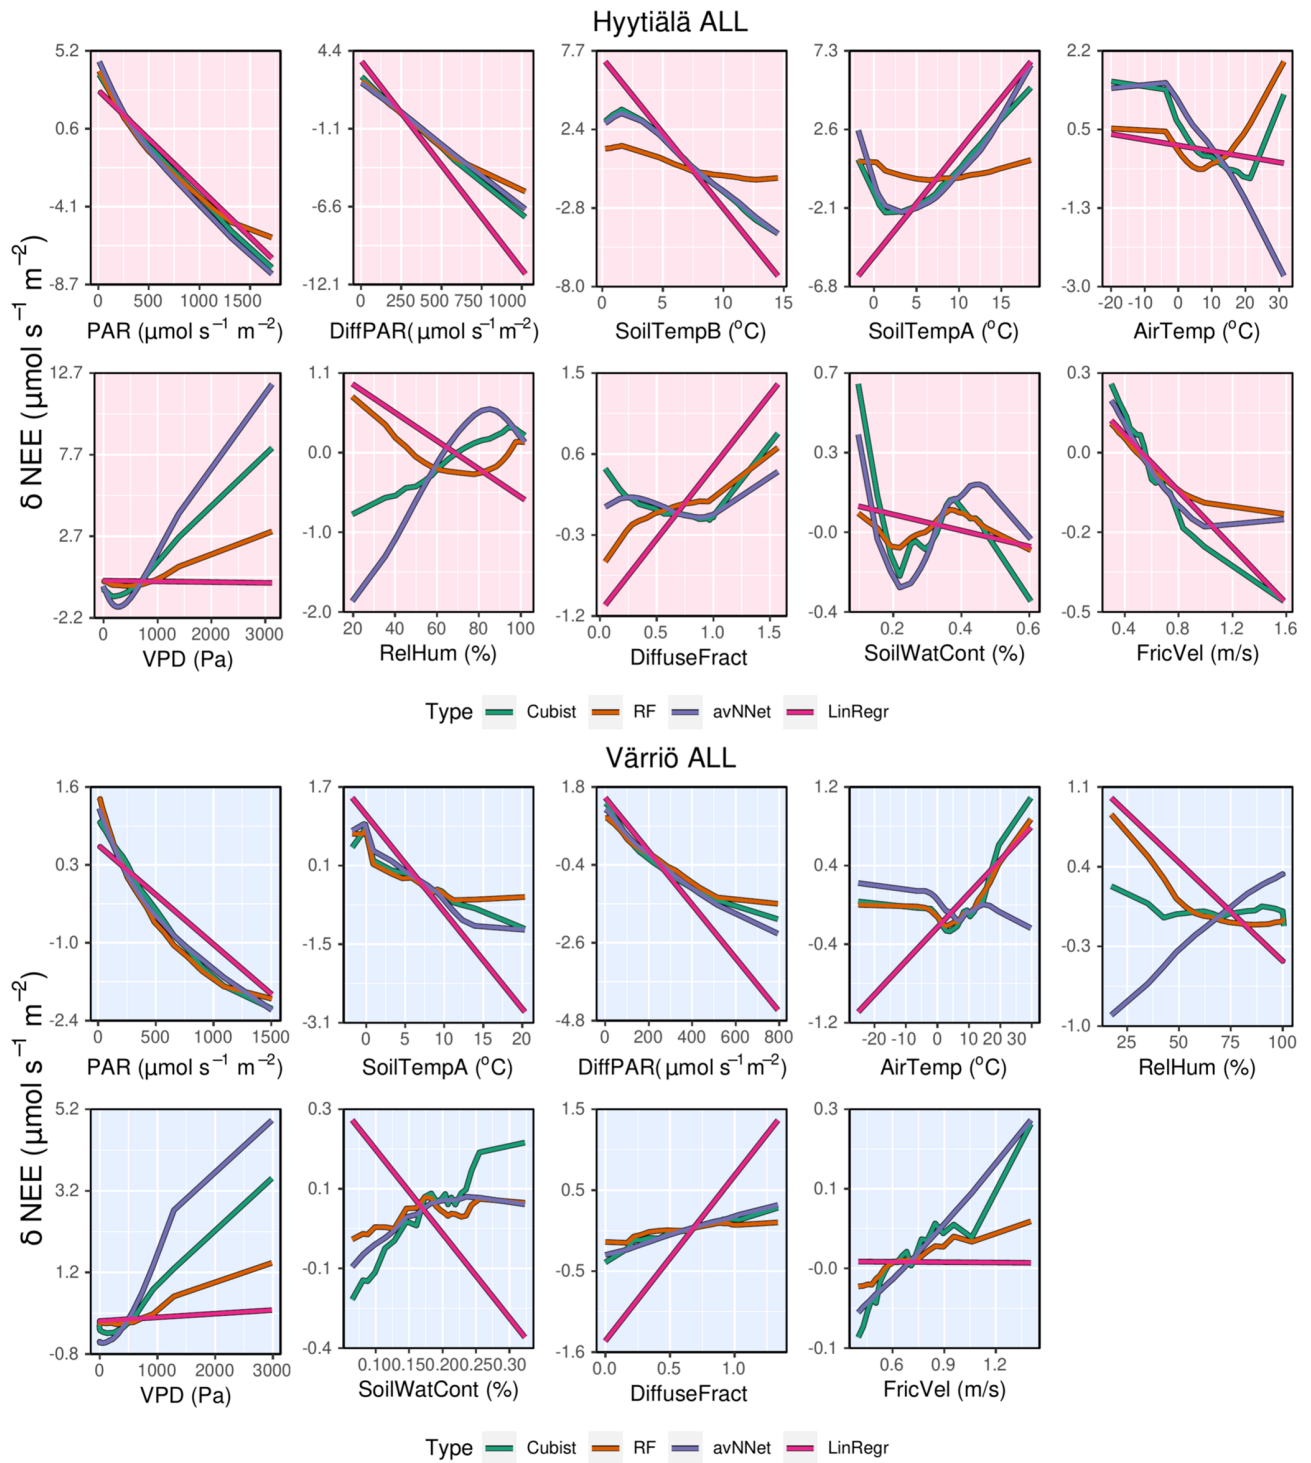 Hyytiälä ALL
δ NEE (μmol s⁻¹ m⁻²)
5.2 0.6 -4.1 -8.7
0 500 1000 1500
PAR (μmol s⁻¹ m⁻²)
4.4 -1.1 -6.6 -12.1
0 250 500 750 1000
DiffPAR(μmol s⁻¹m⁻²)
7.7 2.4 -2.8 -8.0
0 5 10 15
SoilTempB (°C)
7.3 2.6 -2.1 -6.8
0 5 10 15
SoilTempA (°C)
2.2 0.5 -1.3 -3.0
-20 -10 0 10 20 30
AirTemp (°C)
12.7 7.7 2.7 -2.2
0 1000 2000 3000
VPD (Pa)
1.1 0.0 -1.0 -2.0
20 40 60 80 100
RelHum (%)
1.5 0.6 -0.3 -1.2
0.0 0.5 1.0 1.5
DiffuseFract
0.7 0.3 -0.0 -0.4
0.2 0.4 0.6
SoilWatCont (%)
0.3 0.0 -0.2 -0.5
0.4 0.8 1.2 1.6
FricVel (m/s)
Type Cubist RF avNNet LinRegr
Värriö ALL
δ NEE (μmol s⁻¹ m⁻²)
1.6 0.3 -1.0 -2.4
0 500 1000 1500
PAR (μmol s⁻¹ m⁻²)
1.7 0.1 -1.5 -3.1
0 5 10 15 20
SoilTempA (°C)
1.8 -0.4 -2.6 -4.8
0 200 400 600 800
DiffPAR(μmol s⁻¹ m⁻²)
1.2 0.4 -0.4 -1.2
-20 -10 0 10 20 30
AirTemp (°C)
1.1 0.4 -0.3 -1.0
25 50 75 100
RelHum (%)
5.2 3.2 1.2 -0.8
0 1000 2000 3000
VPD (Pa)
0.3 0.1 -0.1 -0.4
0.10 0.15 0.20 0.25 0.30
SoilWatCont (%)
1.5 0.5 -0.5 -1.6
0.0 0.5 1.0
DiffuseFract
0.3 0.1 -0.0 -0.1
0.6 0.9 1.2
FricVel (m/s)
Type Cubist RF avNNet LinRegr